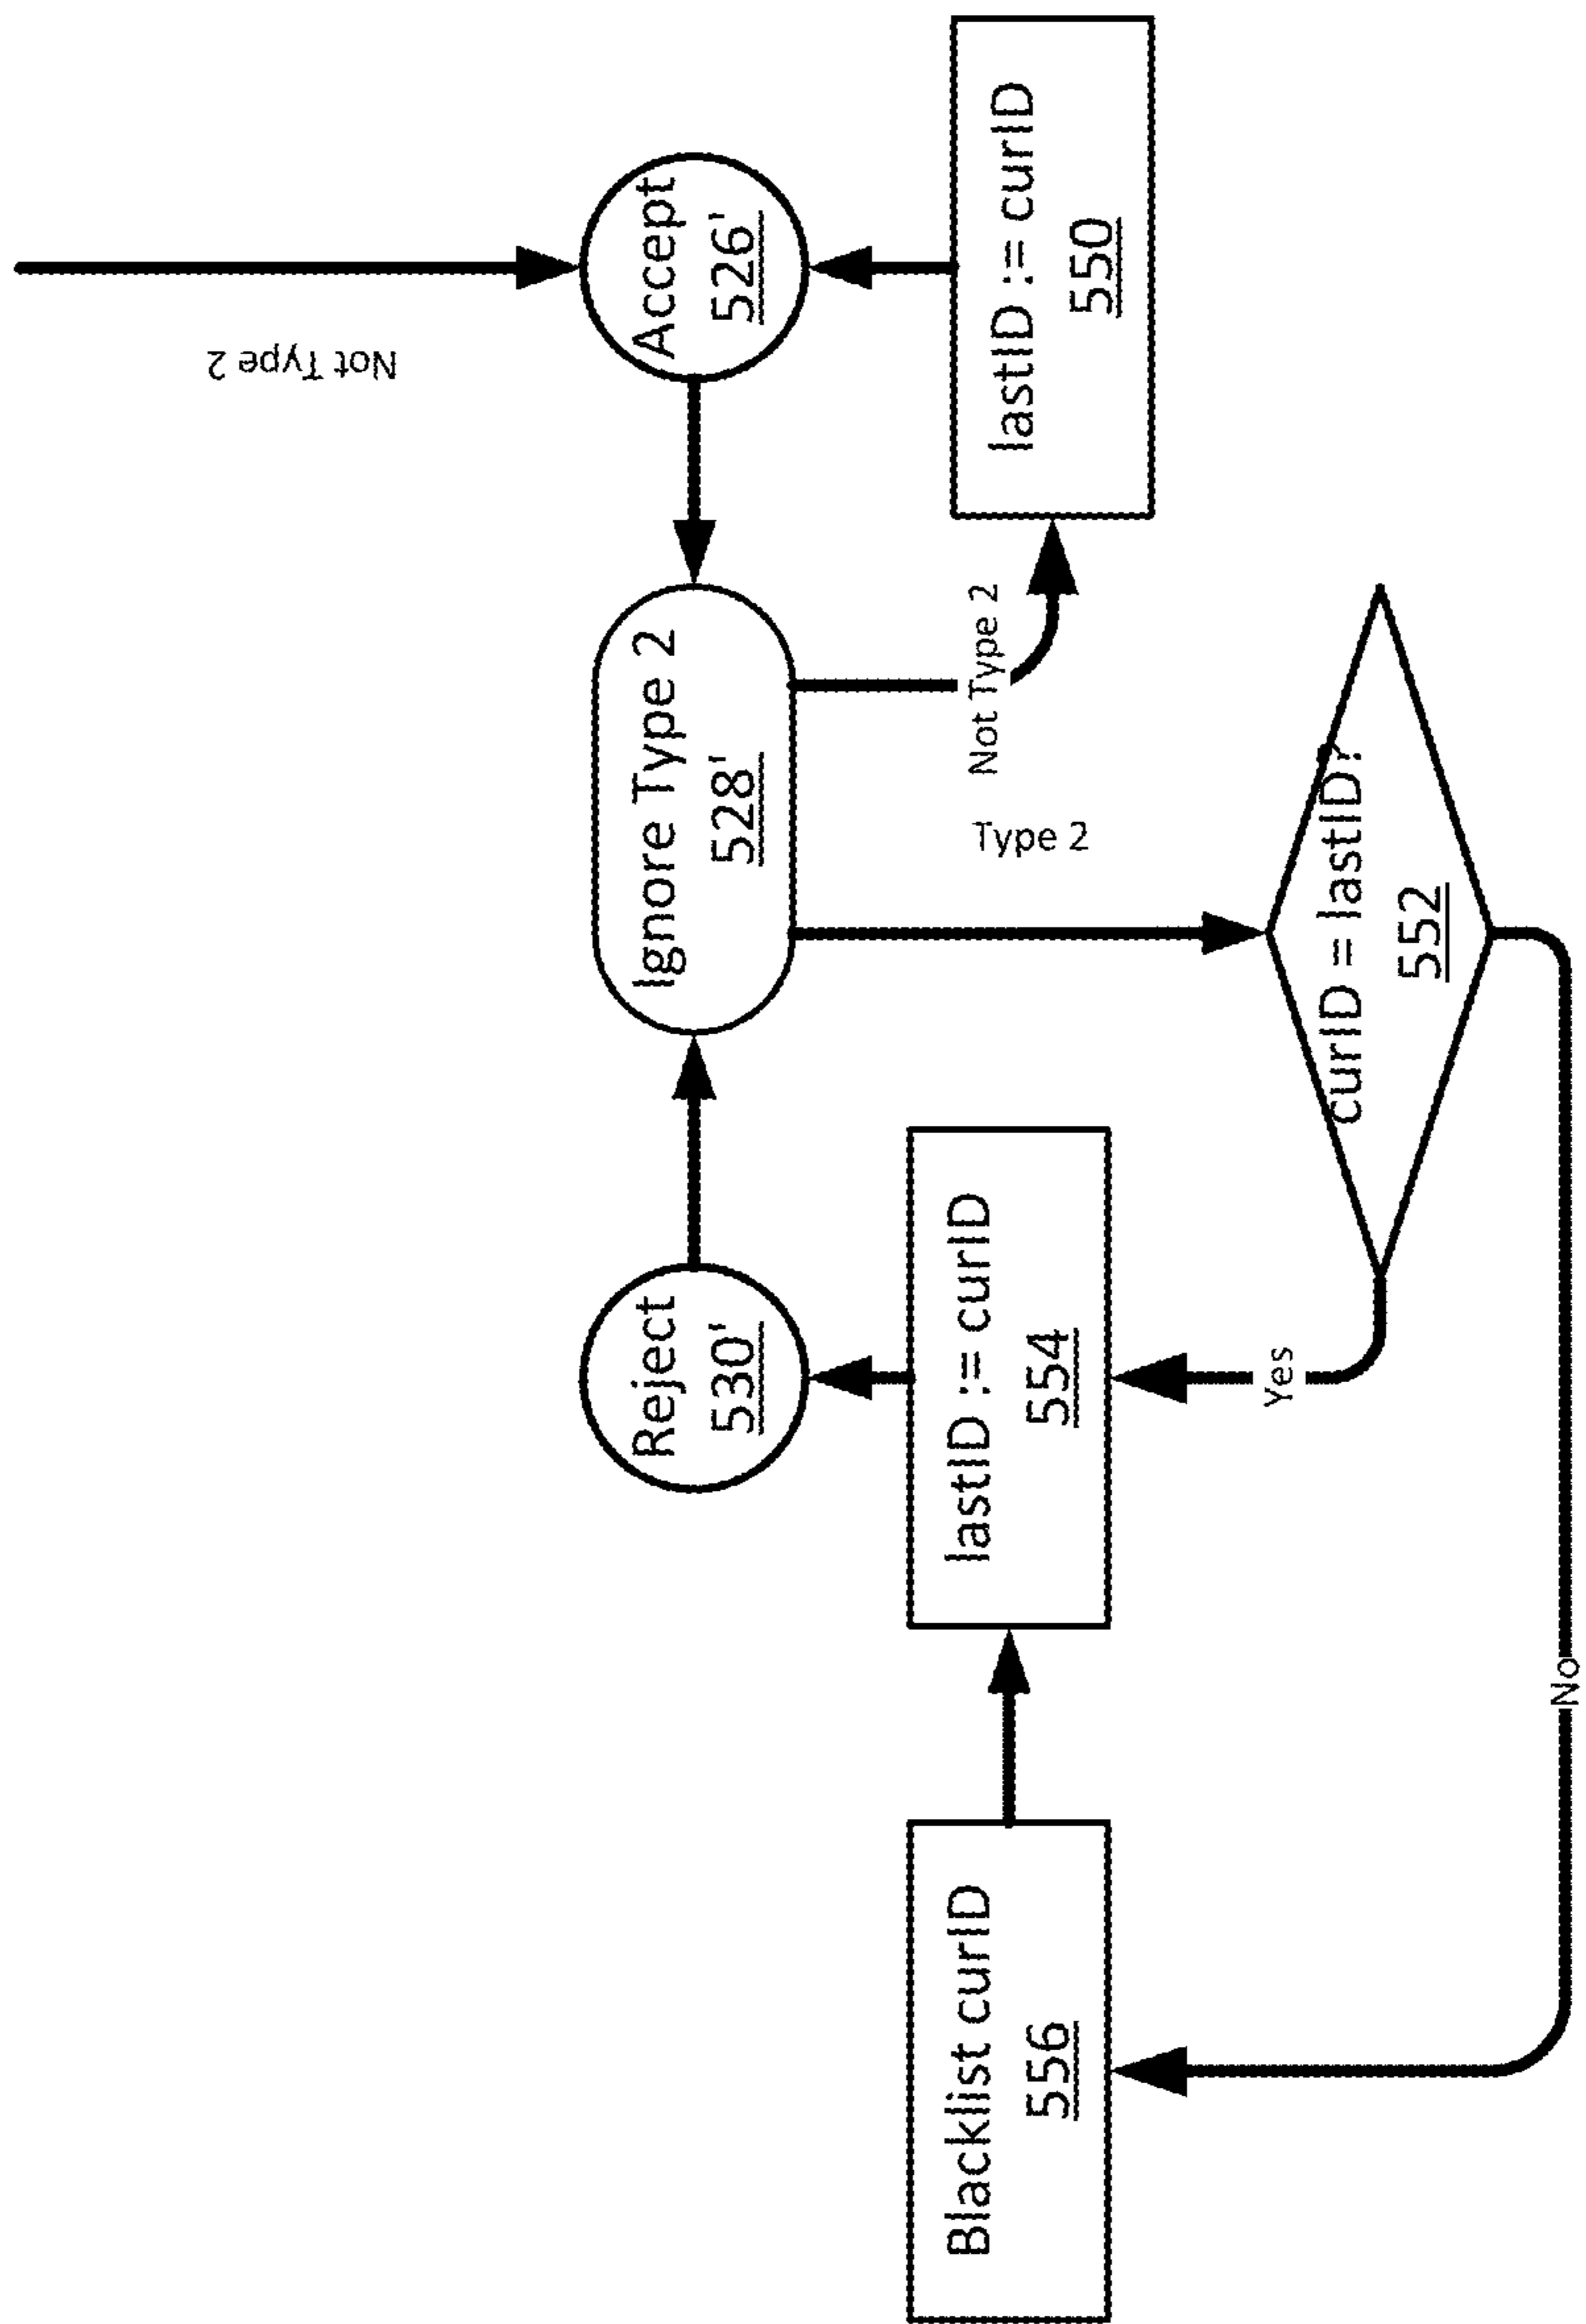 Not Type 2
Accept
526'
Ignore Type 2
528'
Reject
530'
Not Type 2
Type 2
lastID := curID
550
curID = lastID?
552
Yes
lastID := curID
554
No
Blacklist curID
556